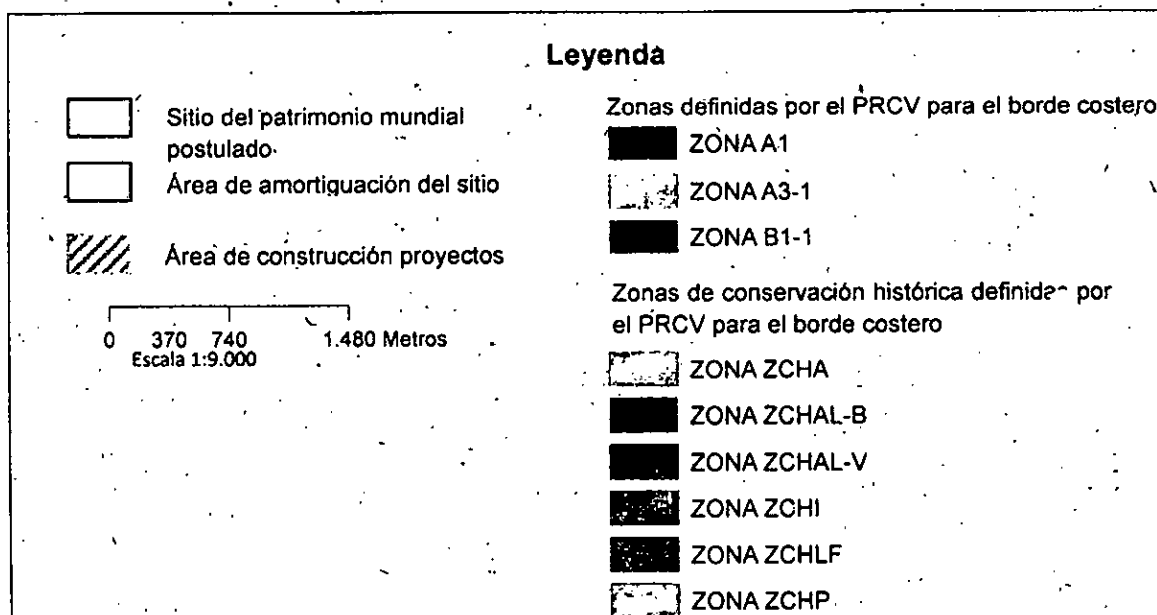 Leyenda
Sitio del patrimonio mundial
postulado
Área de amortiguación del sitio
Área de construcción proyectos
0 370 740 1.480 Metros
Escala 1:9.000
Zonas definidas por el PRCV para el borde costero
ZONA A1
ZONA A3-1
ZONA B1-1
Zonas de conservación histórica definidas por
el PRCV para el borde costero
ZONA ZCHA
ZONA ZCHAL-B
ZONA ZCHAL-V
ZONA ZCHI
ZONA ZCHLF
ZONA ZCHP